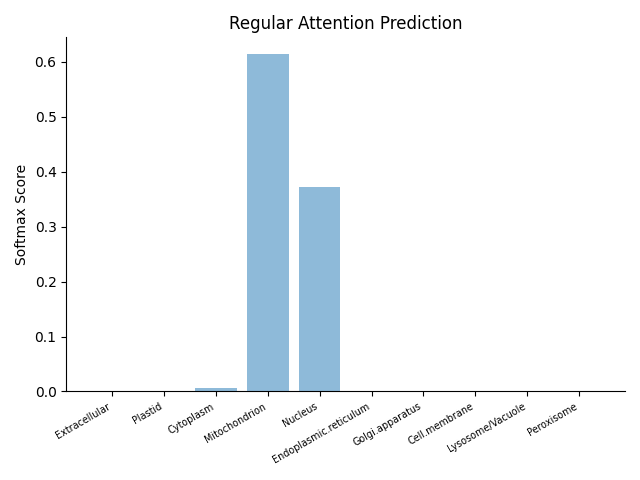 Regular Attention Prediction
Softmax Score
0.6
0.5
0.4
0.3
0.2
0.1
0.0
Extracellular
Plastid
Cytoplasm
Mitochondrion
Nucleus
Endoplasmic.reticulum
Golgi.apparatus
Cell.membrane
Lysosome/Vacuole
Peroxisome